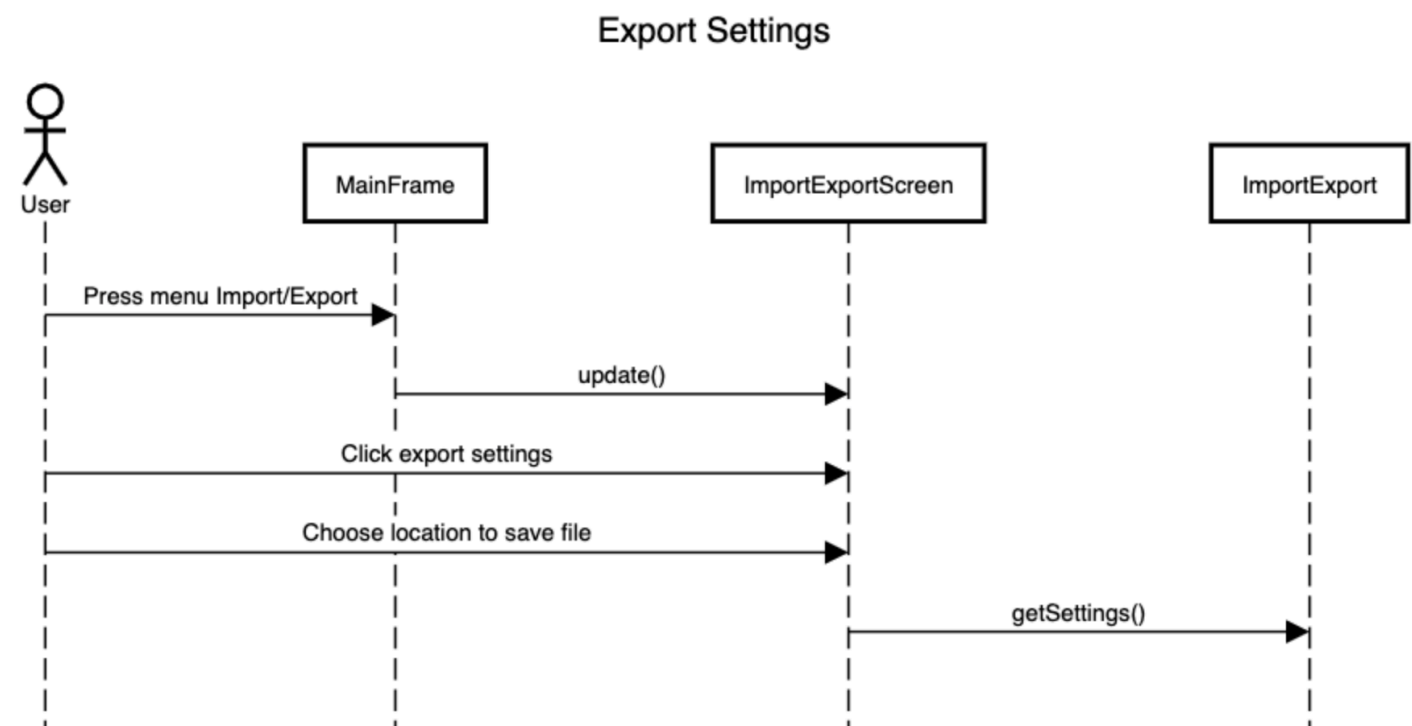 Export Settings
User
MainFrame
ImportExportScreen
ImportExport
Press menu Import/Export
update()
Click export settings
Choose location to save file
getSettings()